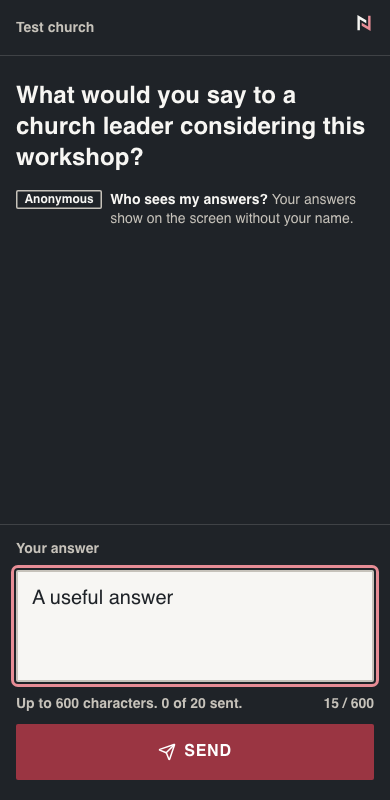 Test church
What would you say to a
church leader considering this
workshop?
Anonymous Who sees my answers? Your answers
show on the screen without your name.
Your answer
A useful answer
Up to 600 characters. 0 of 20 sent. 15 / 600
SEND